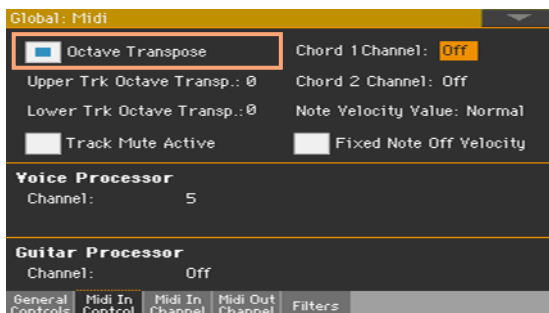 Global: Midi
Octave Transpose
Chord 1 Channel: Off
Upper Trk Octave Transp.: 0
Chord 2 Channel: Off
Lower Trk Octave Transp.: 0
Note Velocity Value: Normal
Track Mute Active
Fixed Note Off Velocity
Voice Processor
Channel: 5
Guitar Processor
Channel: Off
General Controls
Midi In Control
Midi In Channel
Midi Out Channel
Filters